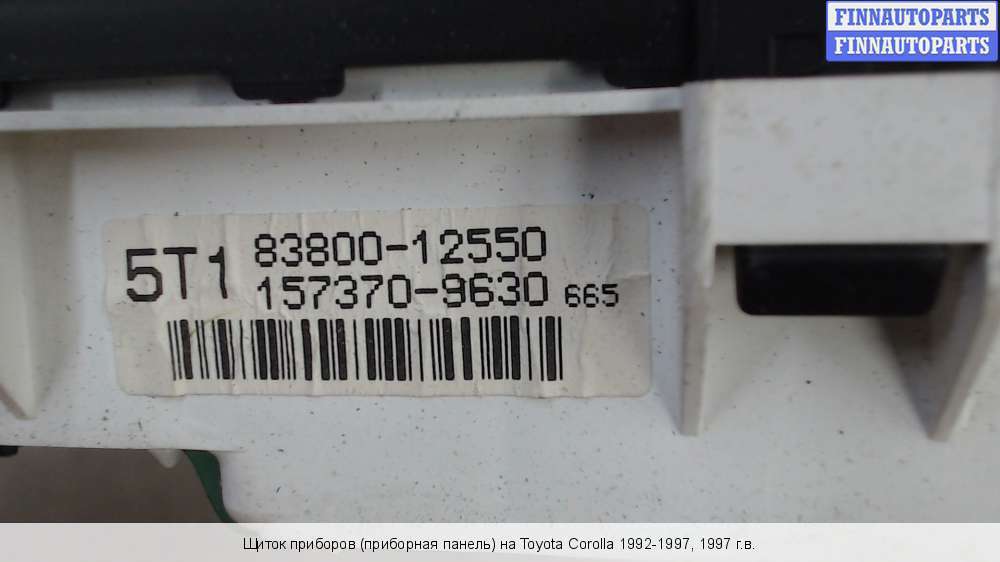 FINNAUTOPARTS
FINNAUTOPARTS
5T1
83800-12550
157370-9630 665
Щиток приборов (приборная панель) на Toyota Corolla 1992-1997, 1997 г.в.